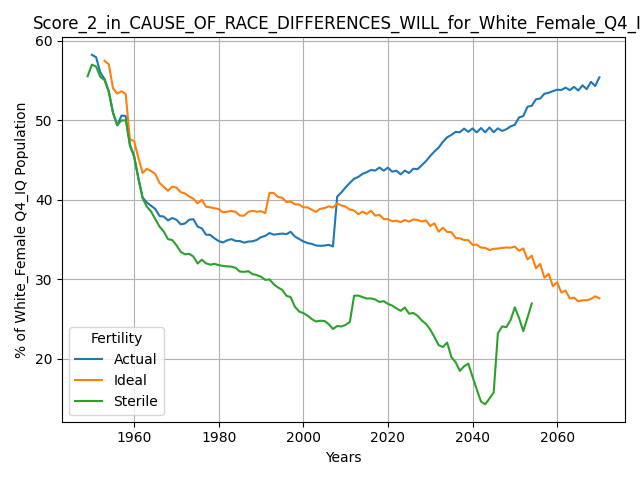 Score_2_in_CAUSE_OF_RACE_DIFFERENCES_WILL_for_White_Female_Q4_I
60
50
40
30
20
% of White_Female Q4_IQ Population
Fertility
Actual
Ideal
Sterile
1960 1980 2000 2020 2040 2060
Years